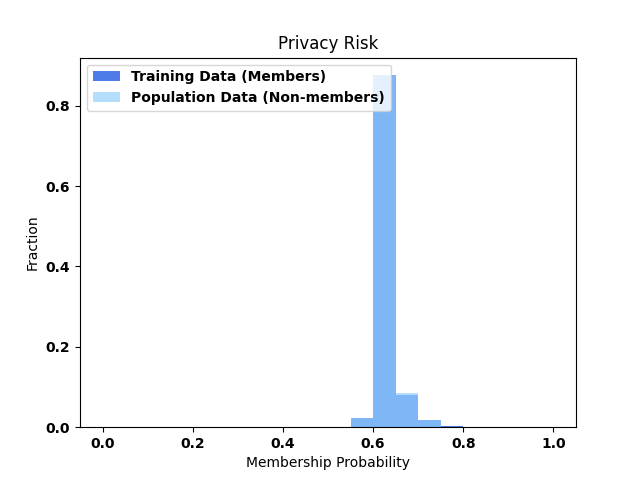 Privacy Risk
Training Data (Members)
Population Data (Non-members)
Fraction
0.8
0.6
0.4
0.2
0.0
0.0 0.2 0.4 0.6 0.8 1.0
Membership Probability